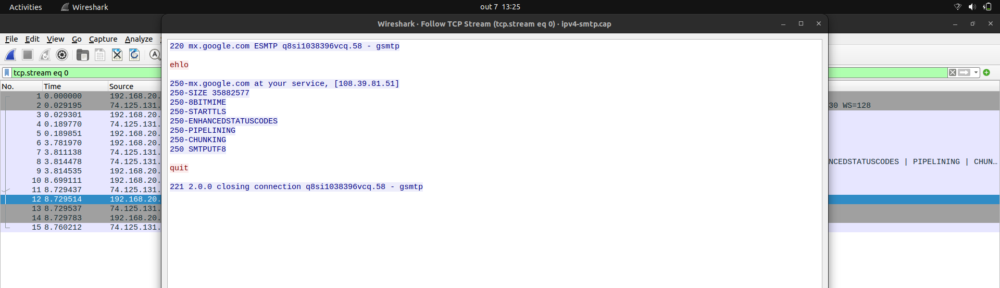 Activities Wireshark out 7 13:25
Wireshark · Follow TCP Stream (tcp.stream eq 0) · ipv4-smtp.cap
File Edit View Go Capture Analyze
tcp.stream eq 0
No. Time Source
1 0.000000 192.168.20.
2 0.029195 74.125.131. 30 WS=128
3 0.029301 192.168.20.
4 0.189770 74.125.131.
5 0.189851 192.168.20.
6 3.781970 192.168.20.
7 3.811138 74.125.131.
8 3.814478 74.125.131. NCEDSTATUSCODES | PIPELINING | CHUN…
9 3.814535 192.168.20.
10 8.699111 192.168.20.
11 8.729437 74.125.131.
12 8.729514 192.168.20.
13 8.729537 74.125.131.
14 8.729783 192.168.20.
15 8.760212 74.125.131.
220 mx.google.com ESMTP q8si1038396vcq.58 - gsmtp
ehlo
250-mx.google.com at your service, [108.39.81.51]
250-SIZE 35882577
250-8BITMIME
250-STARTTLS
250-ENHANCEDSTATUSCODES
250-PIPELINING
250-CHUNKING
250 SMTPUTF8
quit
221 2.0.0 closing connection q8si1038396vcq.58 - gsmtp